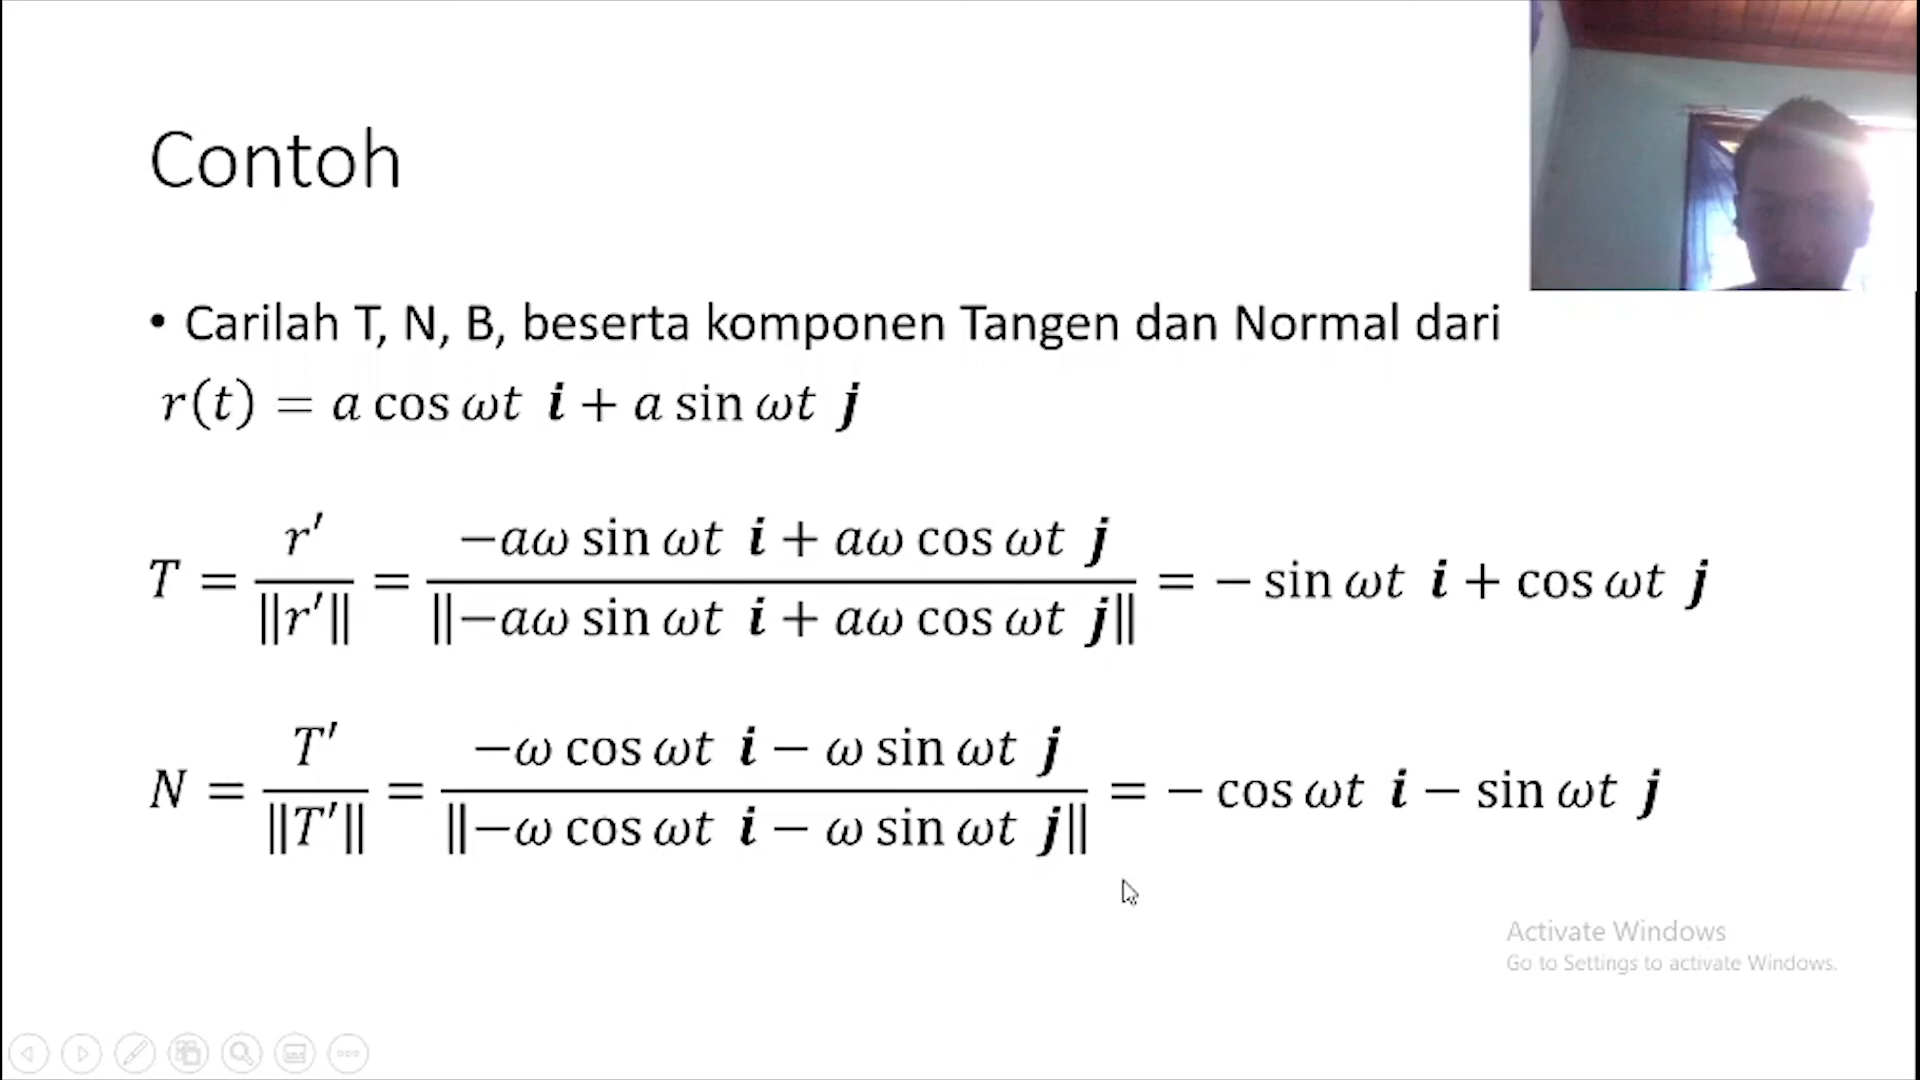 Contoh
• Carilah T, N, B, beserta komponen Tangen dan Normal dari
r(t) = a cos ωt i + a sin ωt j
T = r′ / ‖r′‖ = −aω sin ωt i + aω cos ωt j / ‖−aω sin ωt i + aω cos ωt j‖ = − sin ωt i + cos ωt j
N = T′ / ‖T′‖ = −ω cos ωt i − ω sin ωt j / ‖−ω cos ωt i − ω sin ωt j‖ = − cos ωt i − sin ωt j
Activate Windows
Go to Settings to activate Windows.